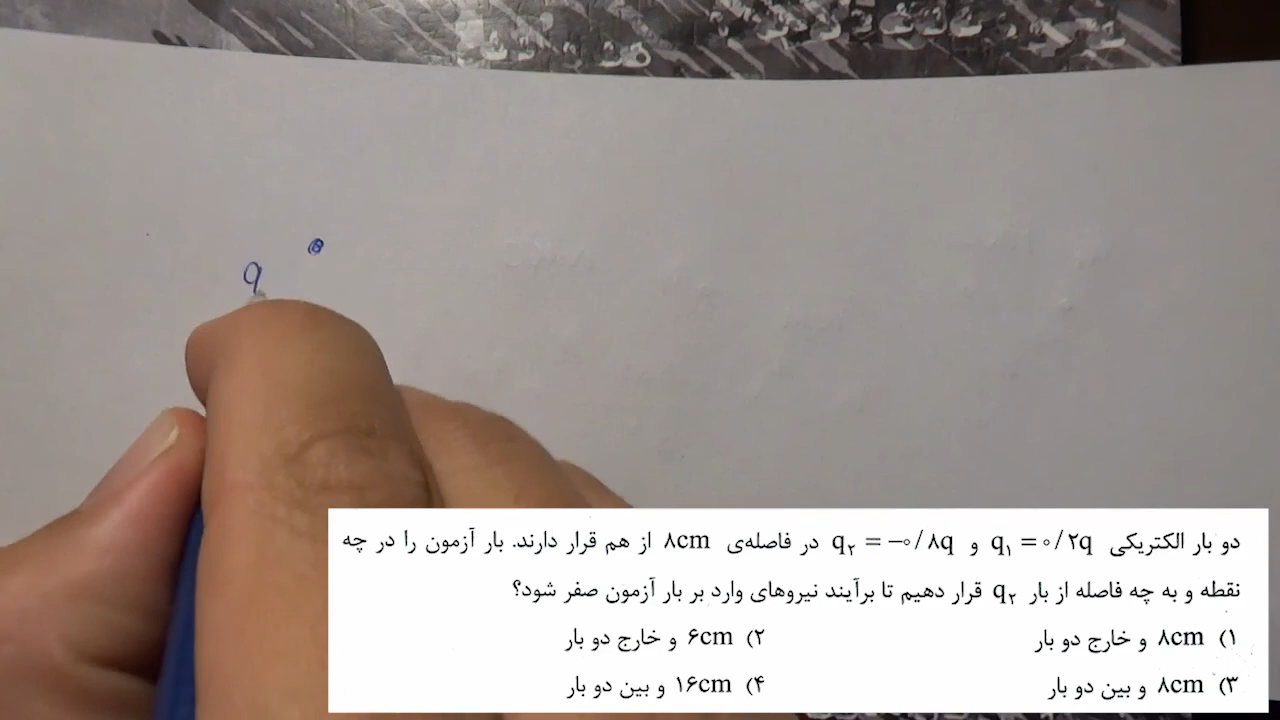 q
دو بار الکتریکی q₁ = ۰/۲q و q₂ = −۰/۸q در فاصله‌ی ۸cm از هم قرار دارند. بار آزمون را در چه
نقطه و به چه فاصله از بار q₂ قرار دهیم تا برآیند نیروهای وارد بر بار آزمون صفر شود؟
۱) ۸cm و خارج دو بار ۲) ۶cm و خارج دو بار
۳) ۸cm و بین دو بار ۴) ۱۶cm و بین دو بار